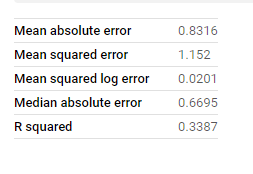 Mean absolute error 0.8316
Mean squared error 1.152
Mean squared log error 0.0201
Median absolute error 0.6695
R squared 0.3387